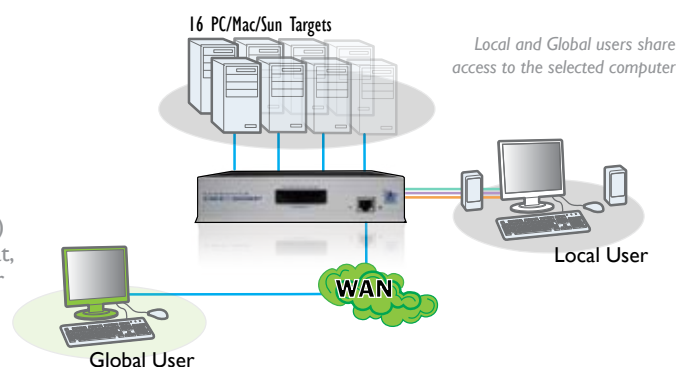 16 PC/Mac/Sun Targets
Local and Global users share
access to the selected computer
)
t,
r
Local User
WAN
Global User